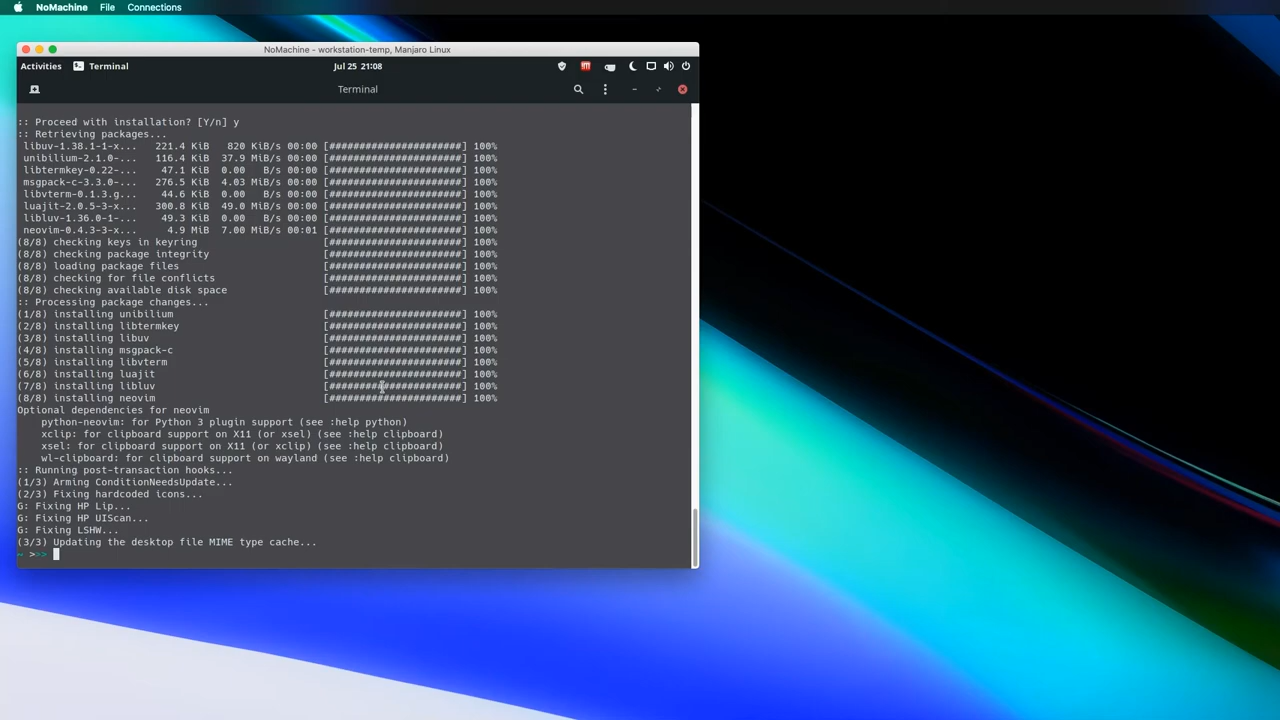 NoMachine File Connections
NoMachine - workstation-temp, Manjaro Linux
Activities Terminal Jul 25 21:08
Terminal
:: Proceed with installation? [Y/n] y
:: Retrieving packages...
libuv-1.38.1-1-x... 221.4 KiB 820 KiB/s 00:00 [######################] 100%
unibilium-2.1.0-... 116.4 KiB 37.9 MiB/s 00:00 [######################] 100%
libtermkey-0.22-... 47.1 KiB 0.00 B/s 00:00 [######################] 100%
msgpack-c-3.3.0-... 276.5 KiB 4.03 MiB/s 00:00 [######################] 100%
libvterm-0.1.3.g... 44.6 KiB 0.00 B/s 00:00 [######################] 100%
luajit-2.0.5-3-x... 300.8 KiB 49.0 MiB/s 00:00 [######################] 100%
libluv-1.36.0-1-... 49.3 KiB 0.00 B/s 00:00 [######################] 100%
neovim-0.4.3-3-x... 4.9 MiB 7.00 MiB/s 00:01 [######################] 100%
(8/8) checking keys in keyring [######################] 100%
(8/8) checking package integrity [######################] 100%
(8/8) loading package files [######################] 100%
(8/8) checking for file conflicts [######################] 100%
(8/8) checking available disk space [######################] 100%
:: Processing package changes...
(1/8) installing unibilium [######################] 100%
(2/8) installing libtermkey [######################] 100%
(3/8) installing libuv [######################] 100%
(4/8) installing msgpack-c [######################] 100%
(5/8) installing libvterm [######################] 100%
(6/8) installing luajit [######################] 100%
(7/8) installing libluv [######################] 100%
(8/8) installing neovim [######################] 100%
Optional dependencies for neovim
python-neovim: for Python 3 plugin support (see :help python)
xclip: for clipboard support on X11 (or xsel) (see :help clipboard)
xsel: for clipboard support on X11 (or xclip) (see :help clipboard)
wl-clipboard: for clipboard support on wayland (see :help clipboard)
:: Running post-transaction hooks...
(1/3) Arming ConditionNeedsUpdate...
(2/3) Fixing hardcoded icons...
G: Fixing HP Lip...
G: Fixing HP UIScan...
G: Fixing LSHW...
(3/3) Updating the desktop file MIME type cache...
~ >>>